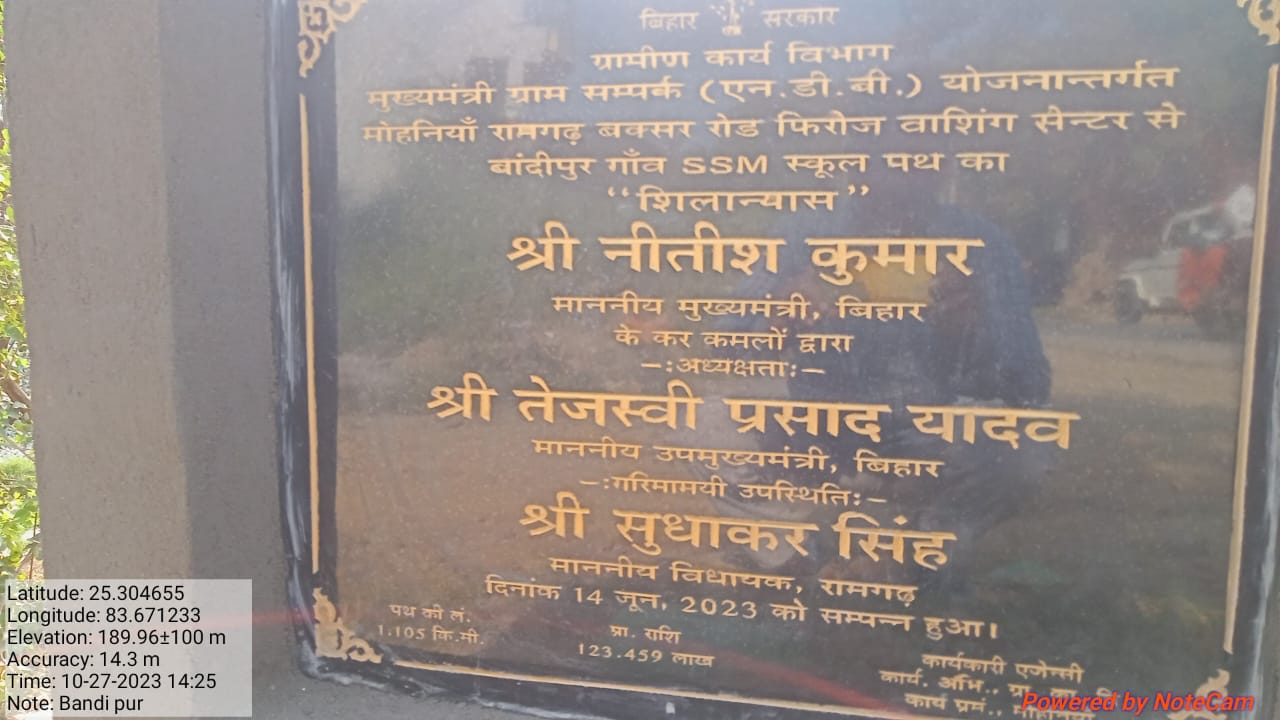 बिहार सरकार
ग्रामीण कार्य विभाग
मुख्यमंत्री ग्राम सम्पर्क (एन.डी.बी.) योजनान्तर्गत
मोहनियाँ रामगढ़ बक्सर रोड फिरोज वाशिंग सैन्टर से
बांदीपुर गाँव SSM स्कूल पथ का
“शिलान्यास”
श्री नीतीश कुमार
माननीय मुख्यमंत्री, बिहार
के कर कमलों द्वारा
–:अध्यक्षता:–
श्री तेजस्वी प्रसाद यादव
माननीय उपमुख्यमंत्री, बिहार
–:गरिमामयी उपस्थिति:–
श्री सुधाकर सिंह
माननीय विधायक, रामगढ़
दिनांक 14 जून, 2023 को सम्पन्न हुआ।
पथ की लं.
1.105 कि.मी.
प्रा. राशि
123.459 लाख
कार्यकारी एजेन्सी
कार्य. अभि.,
कार्य प्रमं.,
Latitude: 25.304655
Longitude: 83.671233
Elevation: 189.96±100 m
Accuracy: 14.3 m
Time: 10-27-2023 14:25
Note: Bandi pur
Powered by NoteCam